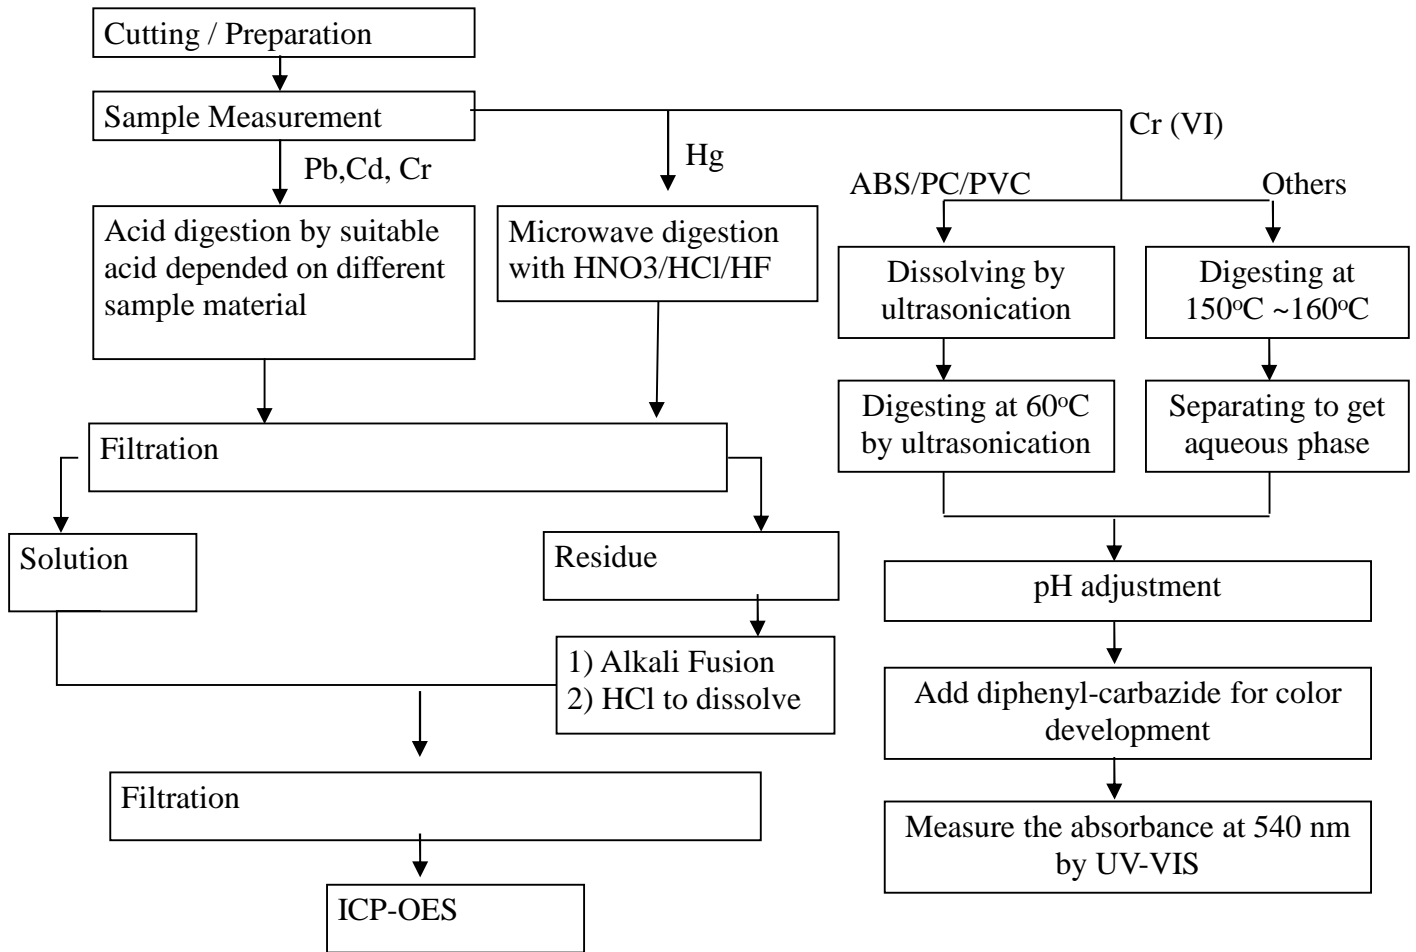 Cutting / Preparation
Sample Measurement
Pb,Cd, Cr
Hg
Cr (VI)
ABS/PC/PVC
Others
Acid digestion by suitable
acid depended on different
sample material
Microwave digestion
with HNO3/HCl/HF
Dissolving by
ultrasonication
Digesting at
150°C ~160°C
Digesting at 60°C
by ultrasonication
Separating to get
aqueous phase
Filtration
Solution
Residue
1) Alkali Fusion
2) HCl to dissolve
pH adjustment
Add diphenyl-carbazide for color
development
Filtration
Measure the absorbance at 540 nm
by UV-VIS
ICP-OES